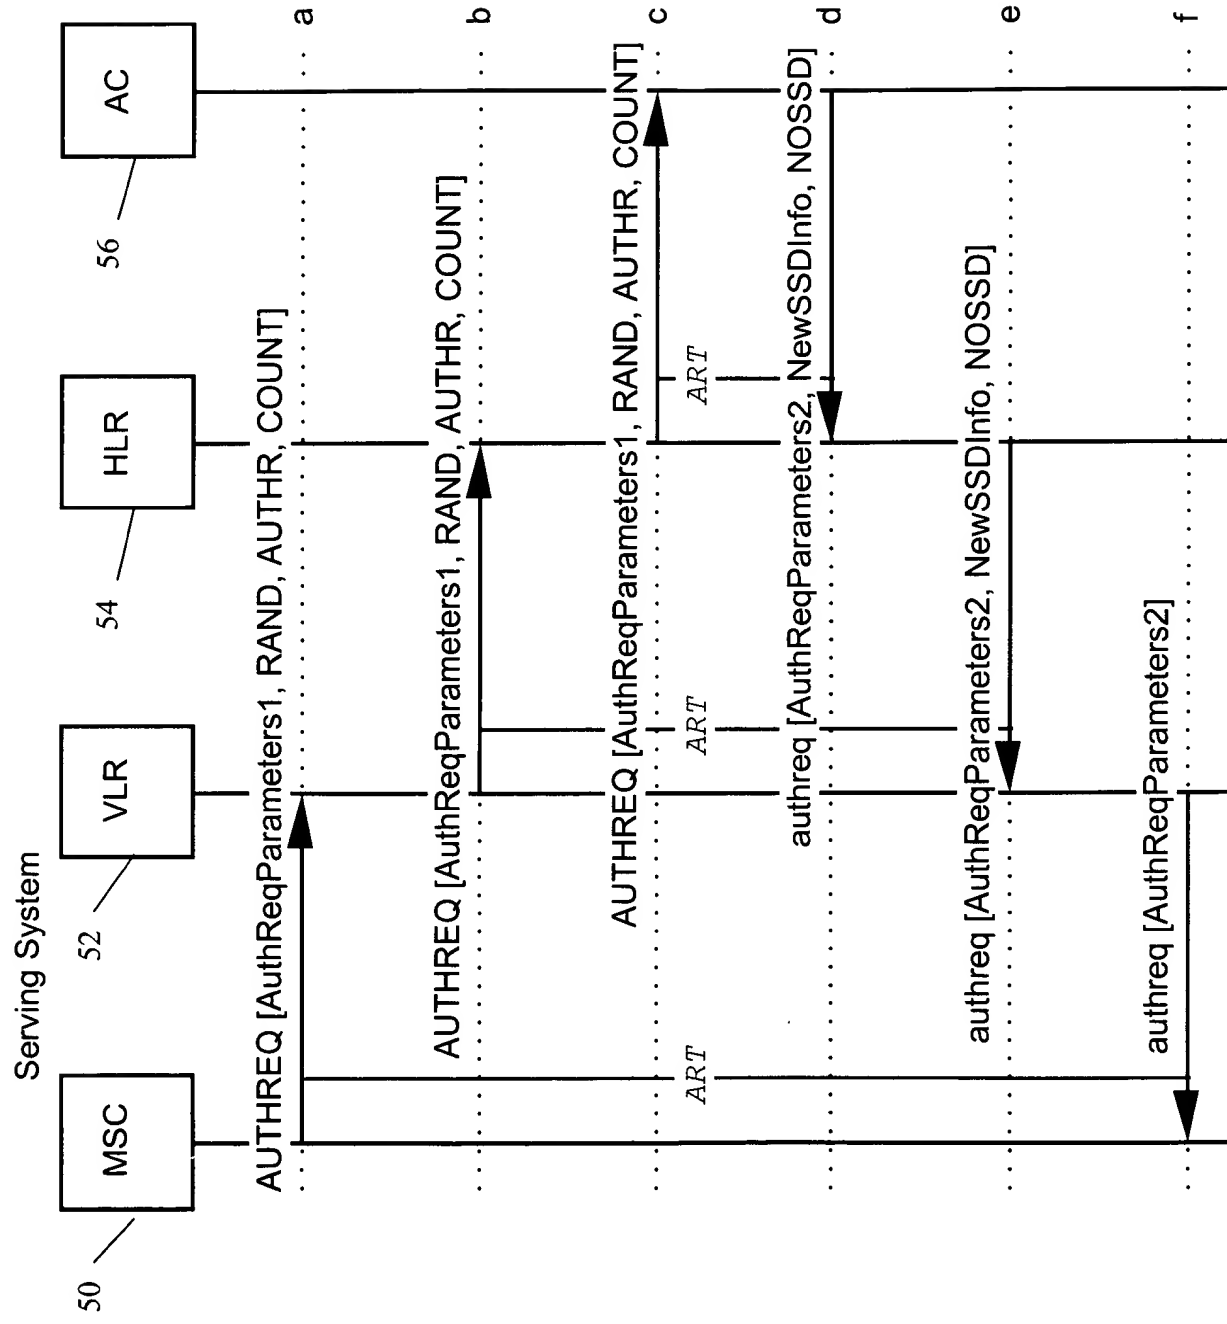 Serving System
MSC
VLR
HLR
AC
50
52
54
56
AUTHREQ [AuthReqParameters1, RAND, AUTHR, COUNT]
a
AUTHREQ [AuthReqParameters1, RAND, AUTHR, COUNT]
b
AUTHREQ [AuthReqParameters1, RAND, AUTHR, COUNT]
c
ART
ART
ART
authreq [AuthReqParameters2, NewSSDInfo, NOSSD]
d
authreq [AuthReqParameters2, NewSSDInfo, NOSSD]
e
authreq [AuthReqParameters2]
f